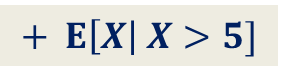 + E[X| X > 5]